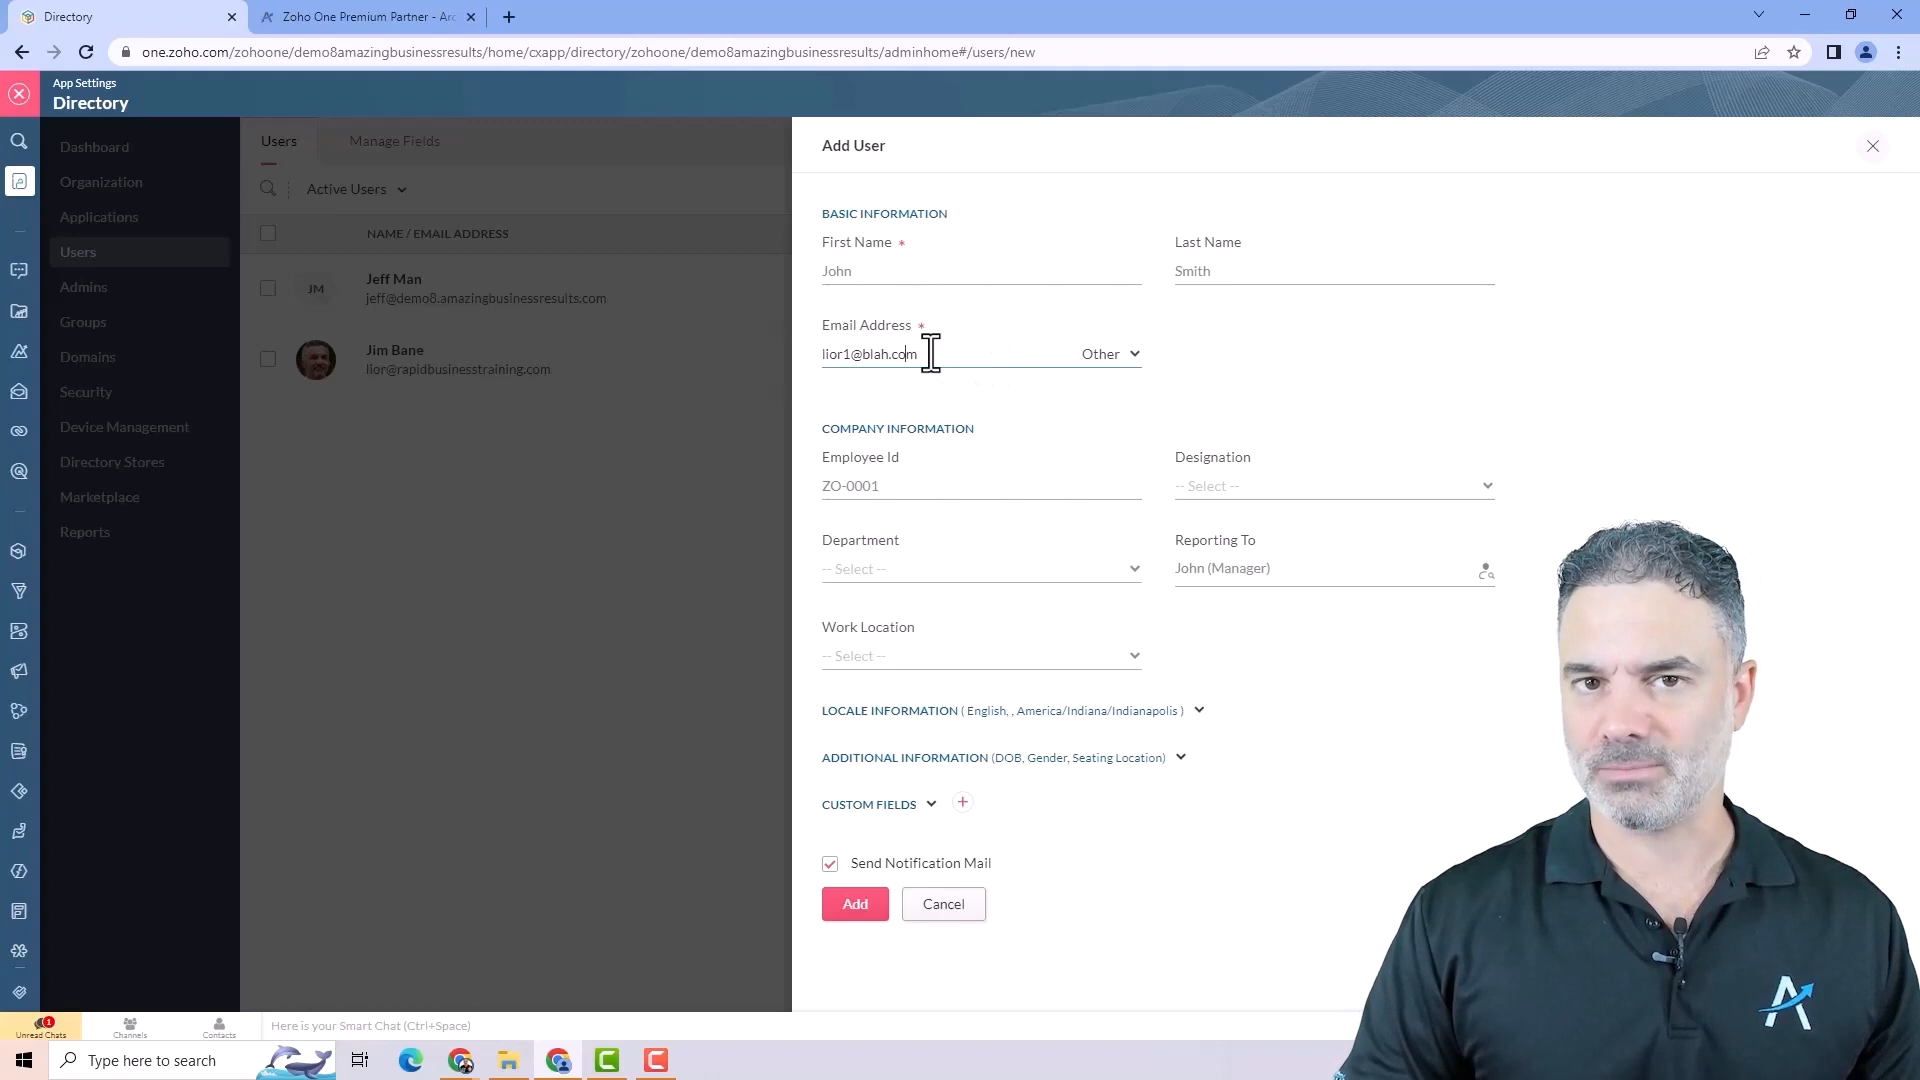 Directory
Zoho One Premium Partner - Arc
one.zoho.com/zohoone/demo8amazingbusinessresults/home/cxapp/directory/zohoone/demo8amazingbusinessresults/adminhome#/users/new
App Settings
Directory
Dashboard
Organization
Applications
Users
Admins
Groups
Domains
Security
Device Management
Directory Stores
Marketplace
Reports
Users
Manage Fields
Active Users
NAME / EMAIL ADDRESS
JM
Jeff Man
jeff@demo8.amazingbusinessresults.com
Jim Bane
lior@rapidbusinesstraining.com
Add User
BASIC INFORMATION
First Name *
Last Name
John
Smith
Email Address *
lior1@blah.com
Other
COMPANY INFORMATION
Employee Id
Designation
ZO-0001
-- Select --
Department
Reporting To
-- Select --
John (Manager)
Work Location
-- Select --
LOCALE INFORMATION ( English, , America/Indiana/Indianapolis )
ADDITIONAL INFORMATION (DOB, Gender, Seating Location)
CUSTOM FIELDS
Send Notification Mail
Add
Cancel
1
Unread Chats
Channels
Contacts
Here is your Smart Chat (Ctrl+Space)
Type here to search